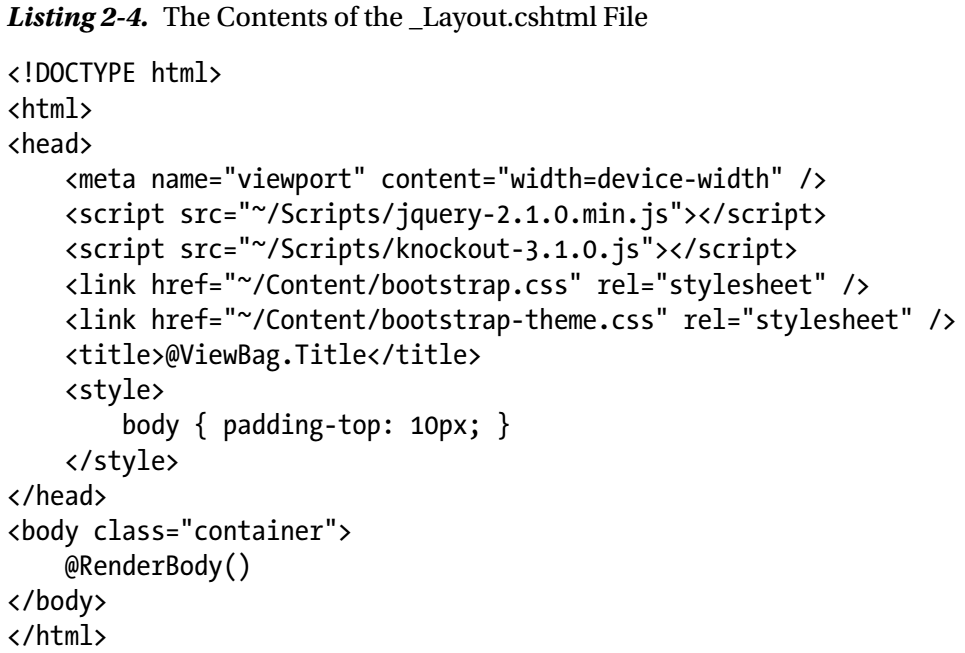 Listing 2-4. The Contents of the _Layout.cshtml File
<!DOCTYPE html>
<html>
<head>
    <meta name="viewport" content="width=device-width" />
    <script src="~/Scripts/jquery-2.1.0.min.js"></script>
    <script src="~/Scripts/knockout-3.1.0.js"></script>
    <link href="~/Content/bootstrap.css" rel="stylesheet" />
    <link href="~/Content/bootstrap-theme.css" rel="stylesheet" />
    <title>@ViewBag.Title</title>
    <style>
        body { padding-top: 10px; }
    </style>
</head>
<body class="container">
    @RenderBody()
</body>
</html>